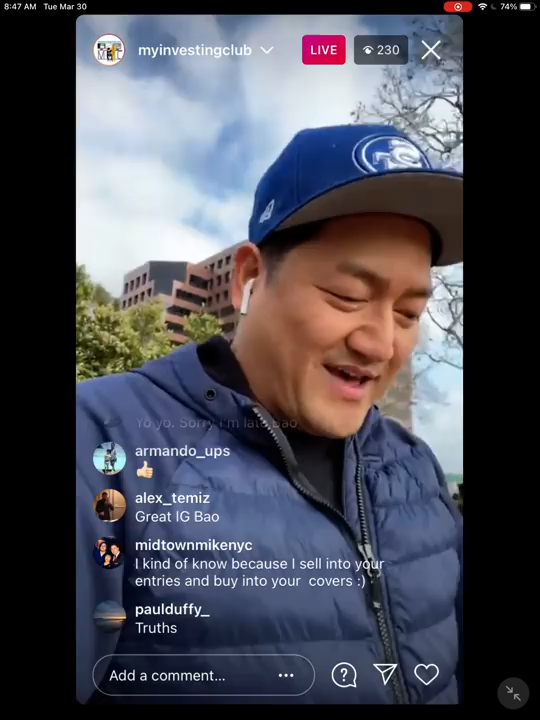 8:47 AM Tue Mar 30
74%
myinvestingclub
LIVE
230
Yo yo. Sorry I'm late Bao
armando_ups
alex_temiz
Great IG Bao
midtownmikenyc
I kind of know because I sell into your
entries and buy into your covers :)
paulduffy_
Truths
Add a comment...